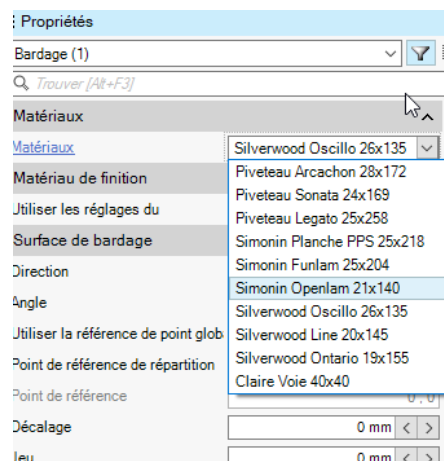 Propriétés
Bardage (1)
Trouver [Alt+F3]
Matériaux
Matériaux Silverwood Oscillo 26x135
Piveteau Arcachon 28x172
Matériau de finition
Piveteau Sonata 24x169
Utiliser les réglages du
Piveteau Legato 25x258
Simonin Planche PPS 25x218
Surface de bardage
Simonin Funlam 25x204
Direction
Simonin Openlam 21x140
Angle
Silverwood Oscillo 26x135
Utiliser la référence de point glob
Silverwood Line 20x145
Point de référence de répartition
Silverwood Ontario 19x155
Claire Voie 40x40
Point de référence 0 , 0
Décalage 0 mm < >
Jeu 0 mm < >